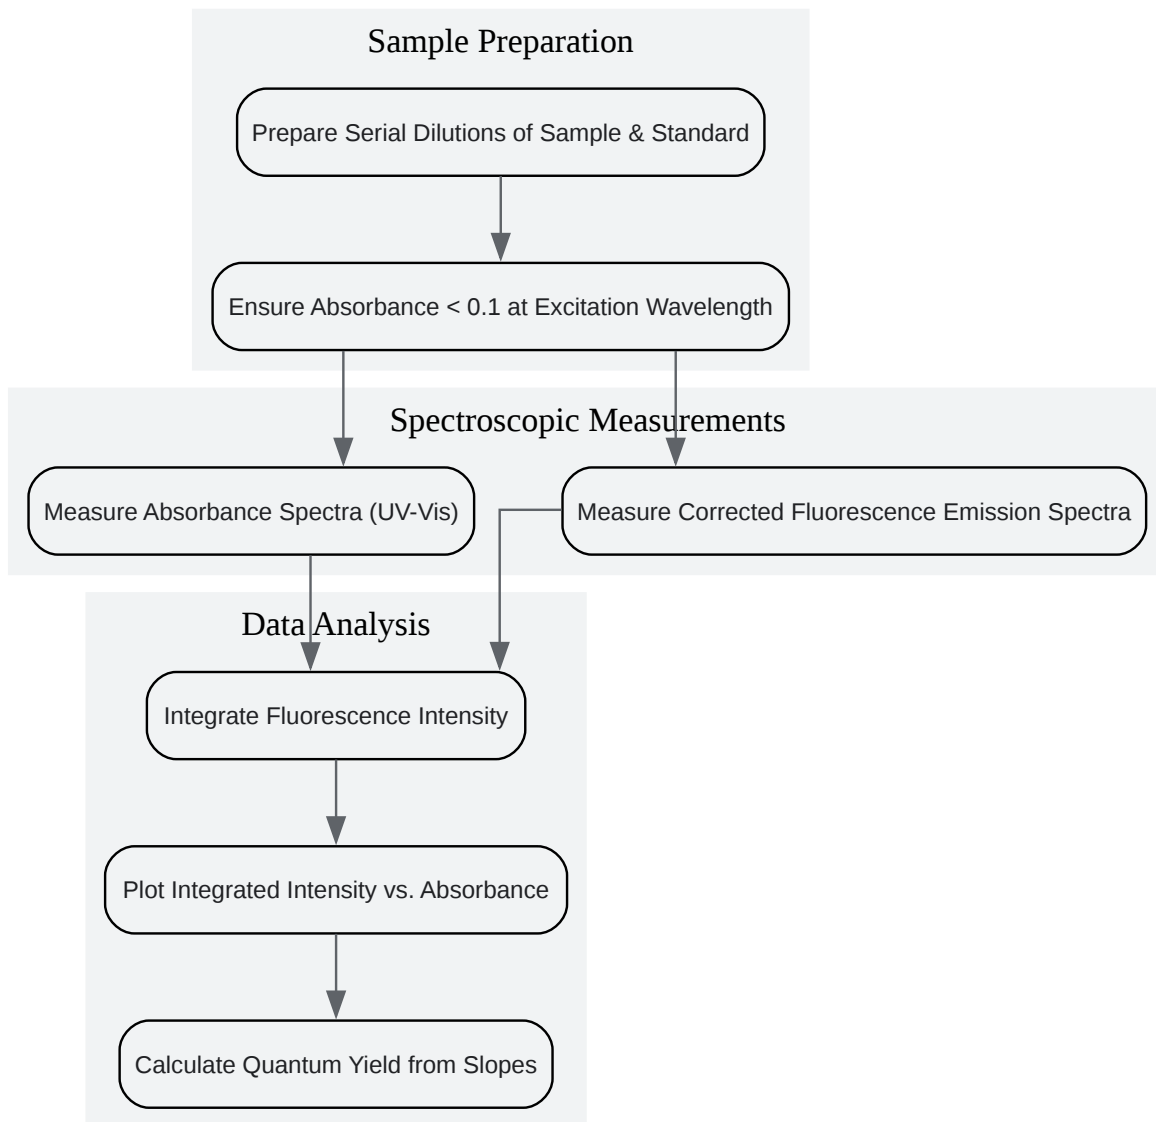 Sample Preparation
Prepare Serial Dilutions of Sample & Standard
Ensure Absorbance < 0.1 at Excitation Wavelength
Spectroscopic Measurements
Measure Absorbance Spectra (UV-Vis)
Measure Corrected Fluorescence Emission Spectra
Data Analysis
Integrate Fluorescence Intensity
Plot Integrated Intensity vs. Absorbance
Calculate Quantum Yield from Slopes